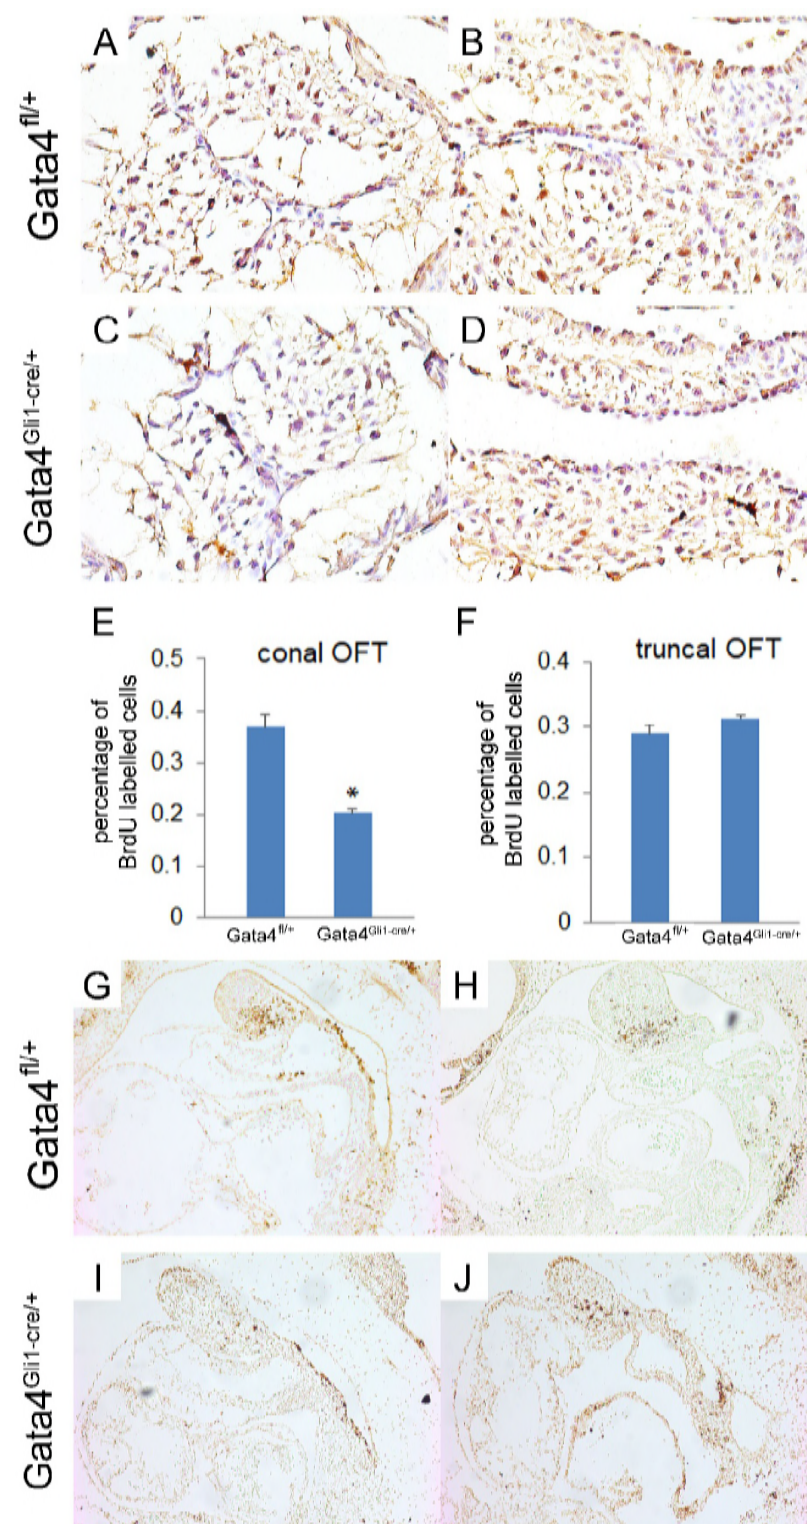 A
B
Gata4fl/+
C
D
Gata4Gli1-cre/+
E
F
conal OFT
truncal OFT
percentage of
BrdU labelled cells
0.5
0.4
0.3
0.2
0.1
0
*
Gata4fl/+
Gata4Gli1-cre/+
percentage of
BrdU labelled cells
0.4
0.3
0.2
0.1
0
Gata4fl/+
Gata4Gli1-cre/+
G
H
Gata4fl/+
I
J
Gata4Gli1-cre/+